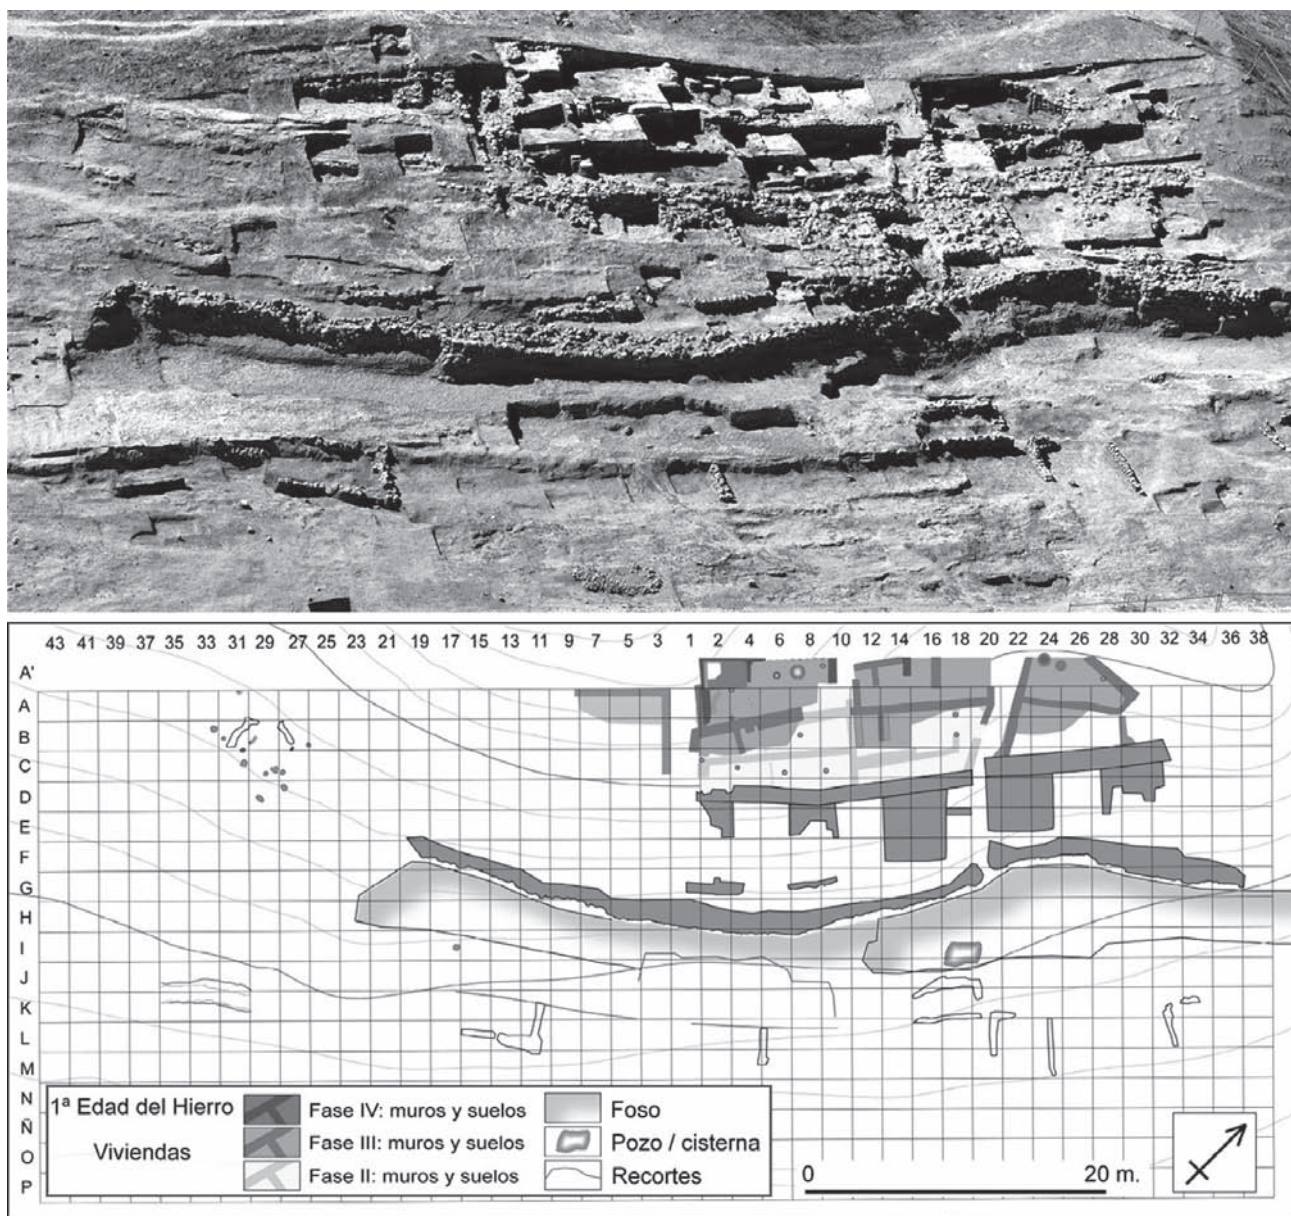 43 41 39 37 35 33 31 29 27 25 23 21 19 17 15 13 11 9 7 5 3 1 2 4 6 8 10 12 14 16 18 20 22 24 26 28 30 32 34 36 38
A'
A
B
C
D
E
F
G
H
I
J
K
L
M
N
Ñ
O
P
1ª Edad del Hierro
Viviendas
Fase IV: muros y suelos
Fase III: muros y suelos
Fase II: muros y suelos
Foso
Pozo / cisterna
Recortes
0 20 m.